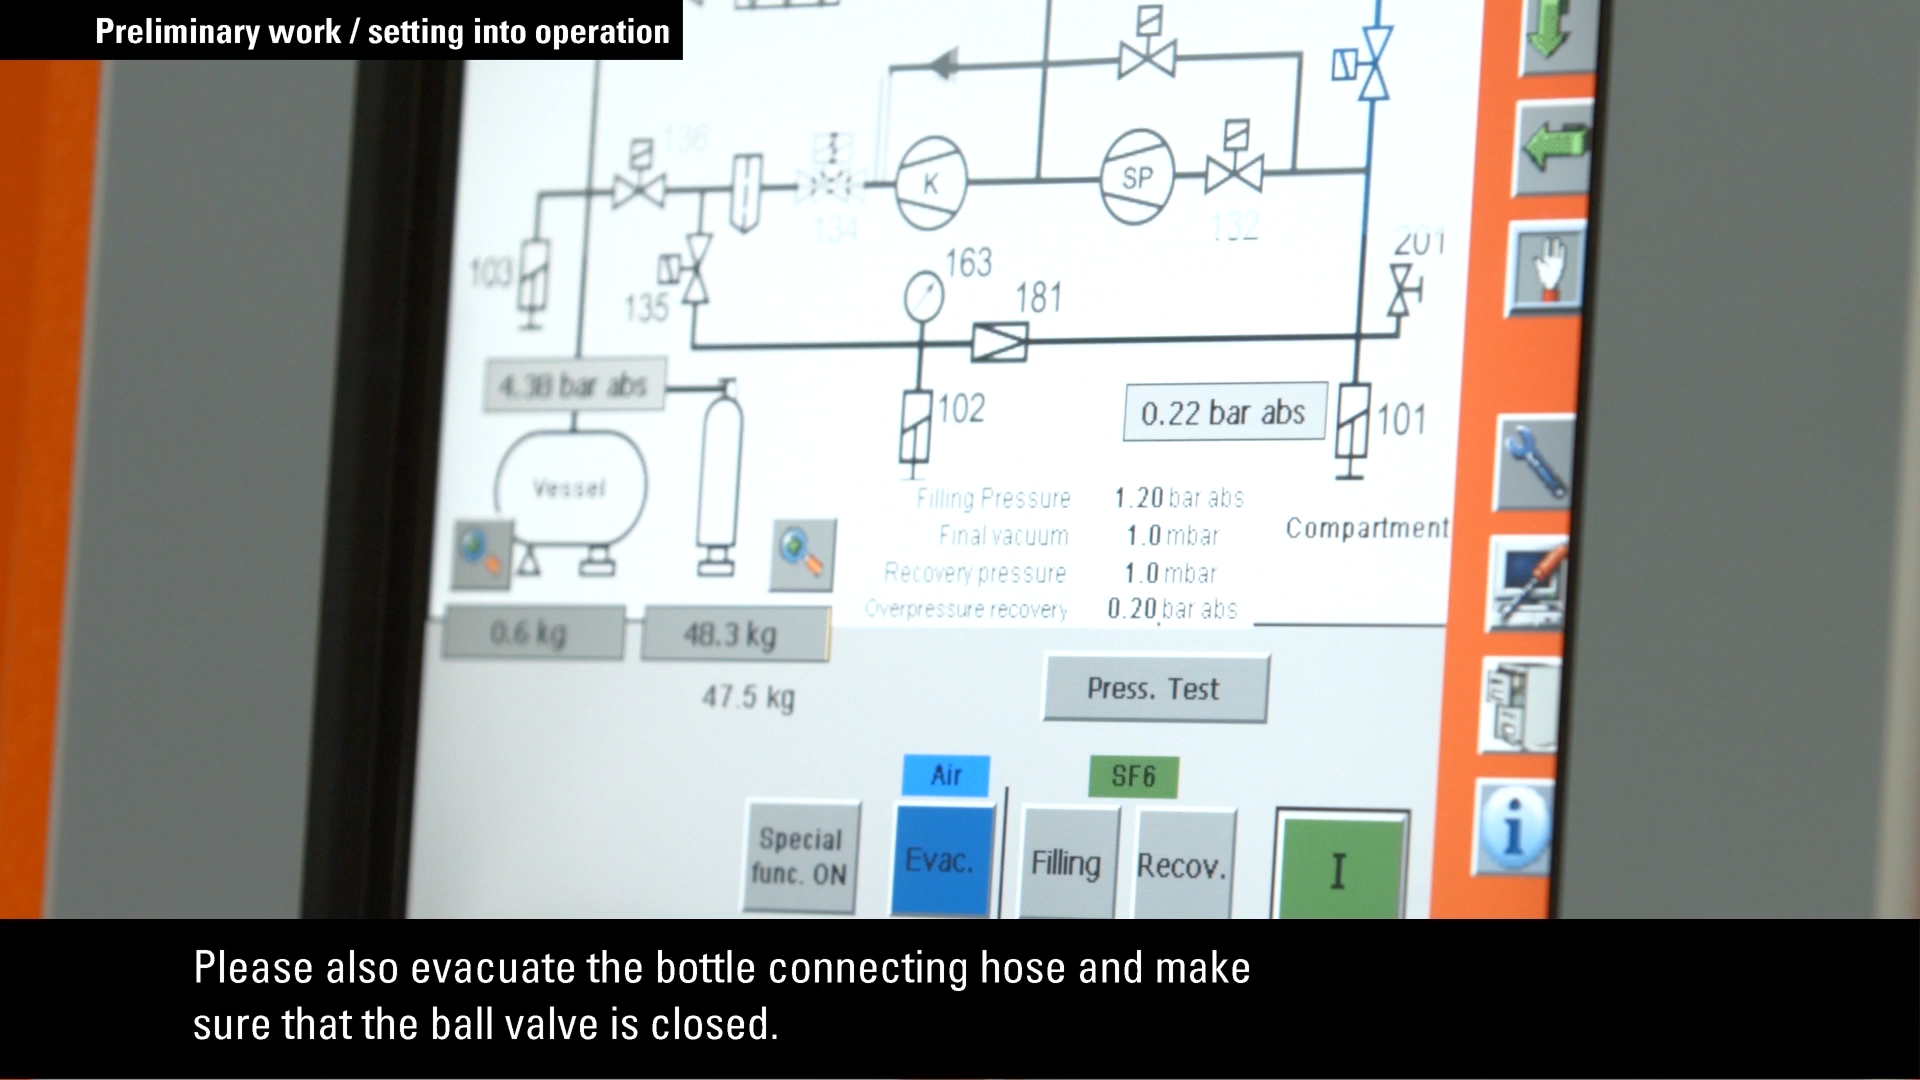 Preliminary work / setting into operation
136
134
K
SP
132
201
103
135
163
181
4.38 bar abs
102
0.22 bar abs
101
Vessel
Filling Pressure 1.20 bar abs
Final vacuum 1.0 mbar
Compartment
Recovery pressure 1.0 mbar
Overpressure recovery 0.20 bar abs
0.6 kg
48.3 kg
47.5 kg
Press. Test
Air
SF6
Special
func. ON
Evac.
Filling
Recov.
I
i
Please also evacuate the bottle connecting hose and make
sure that the ball valve is closed.